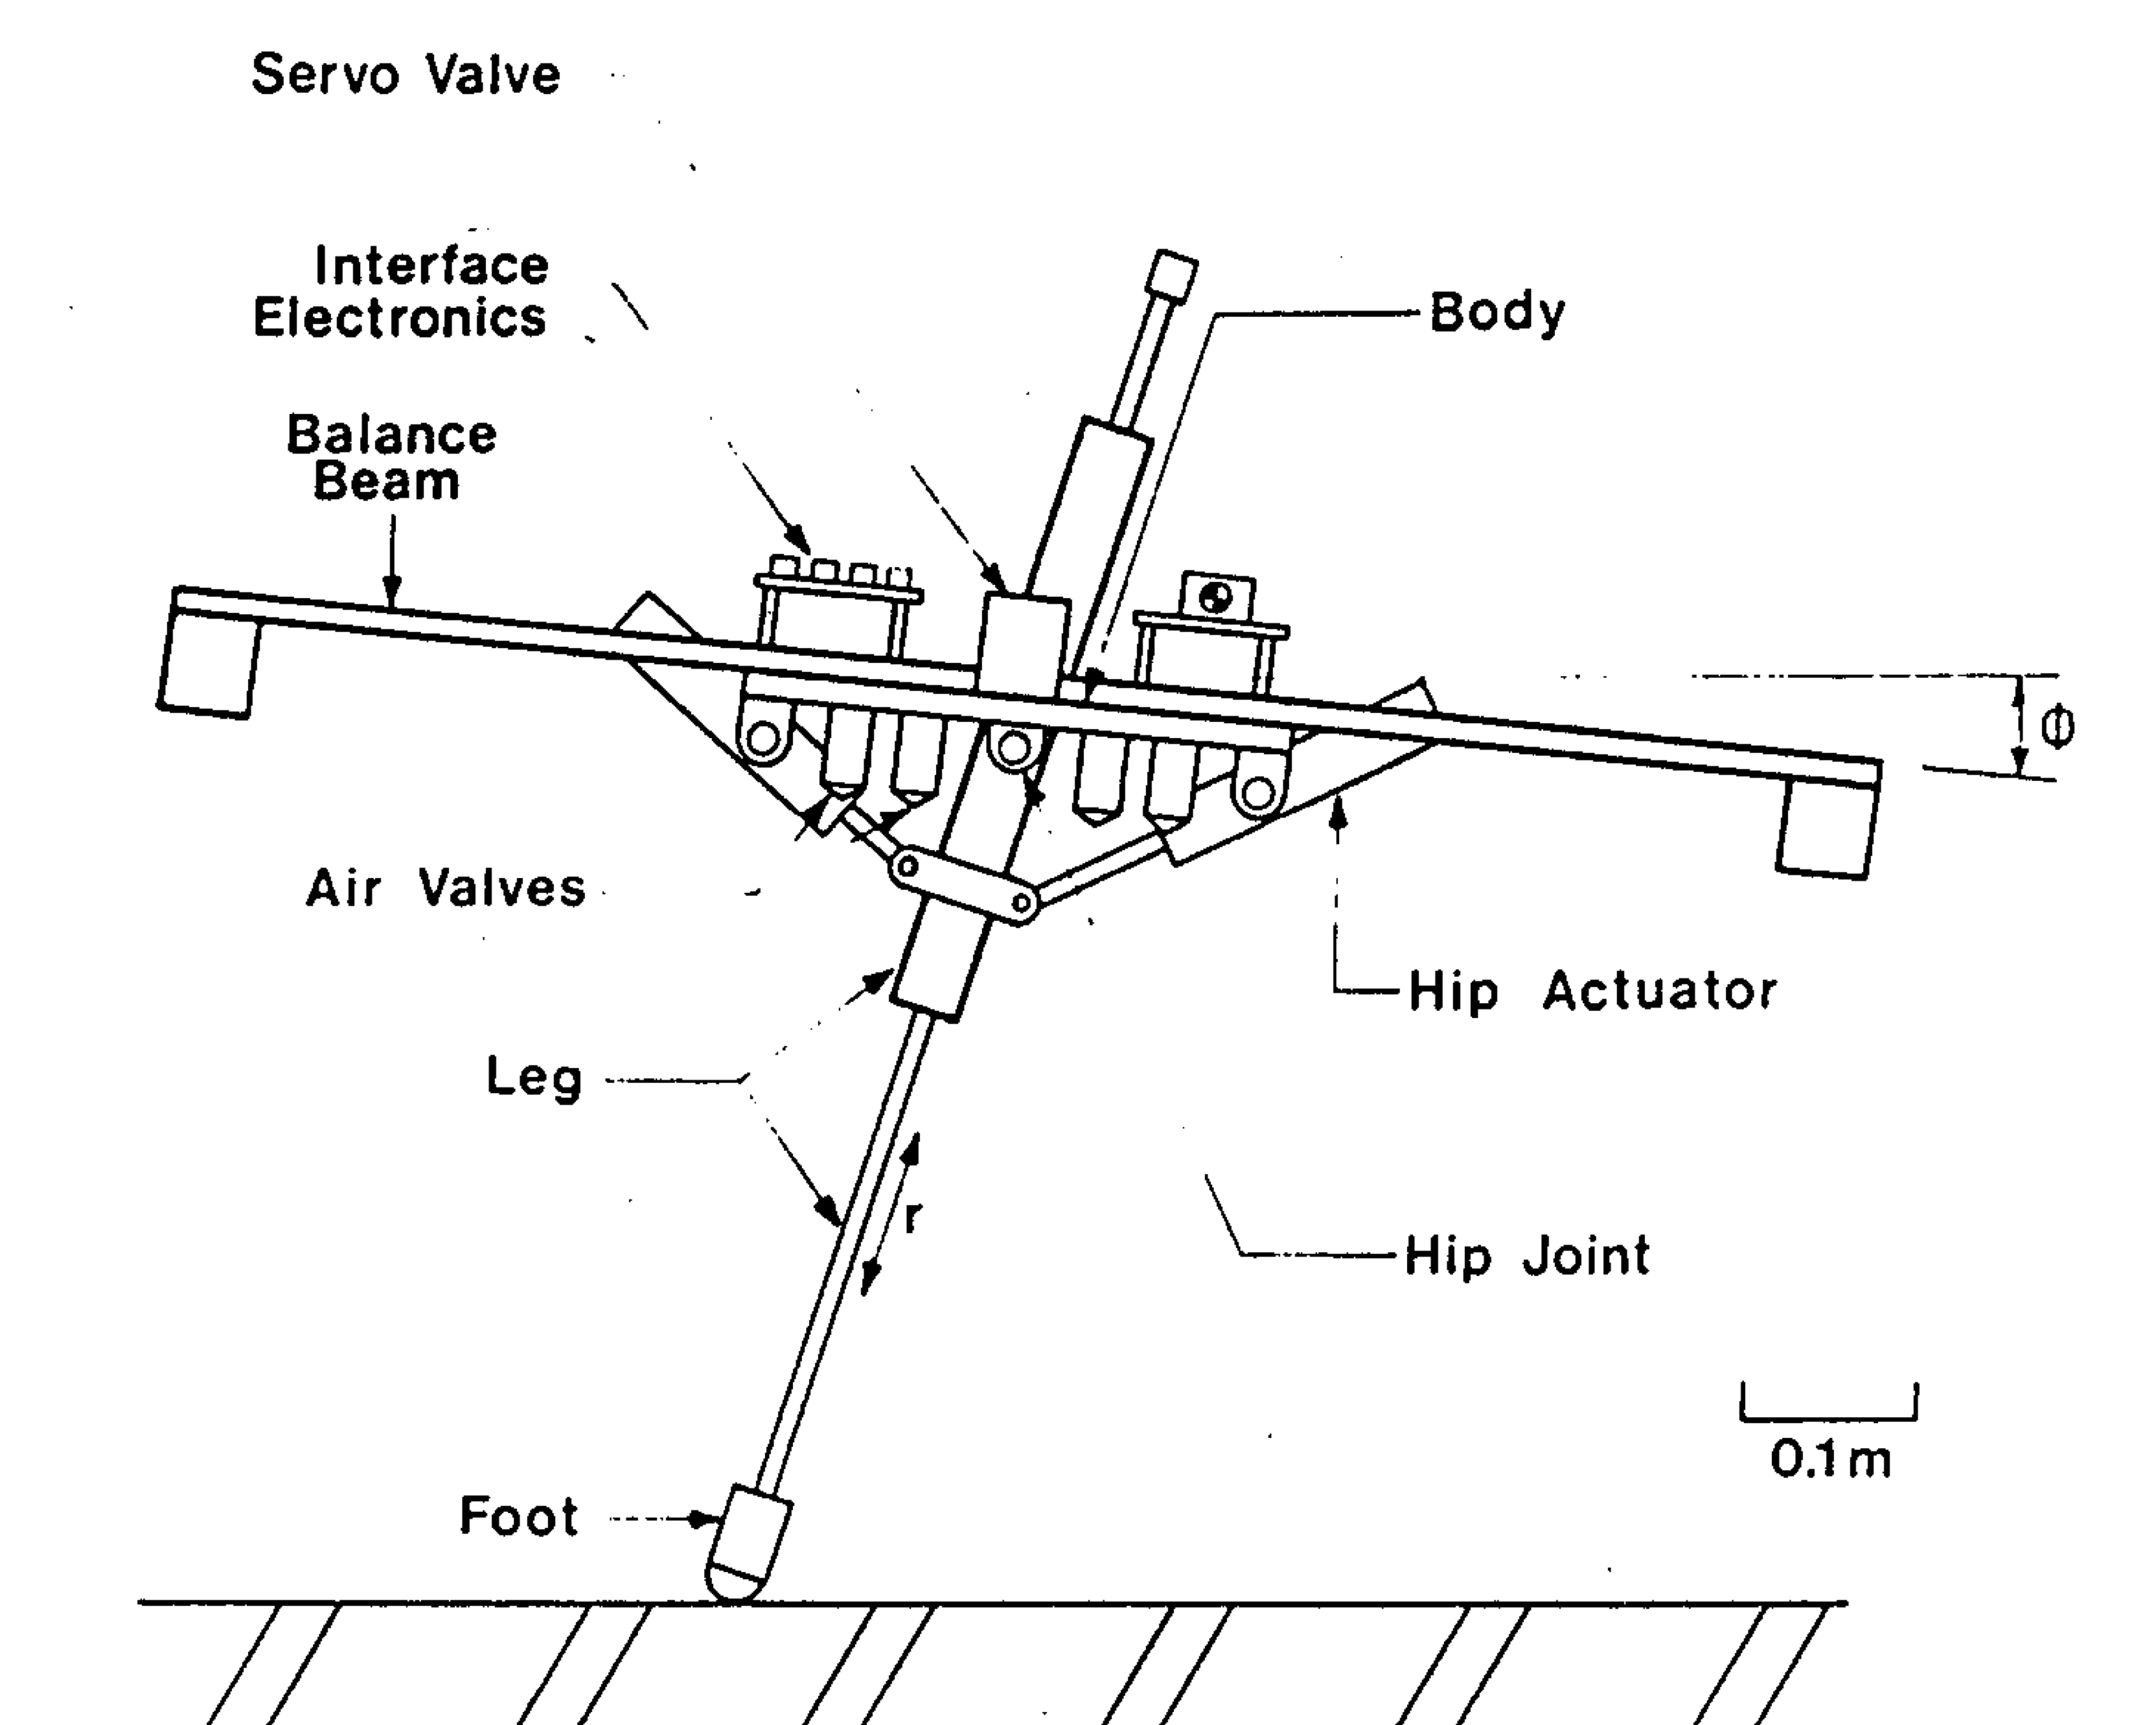 Servo Valve
Interface
Electronics
Body
Balance
Beam
ϕ
Air Valves
Hip Actuator
Leg
r
Hip Joint
0.1m
Foot